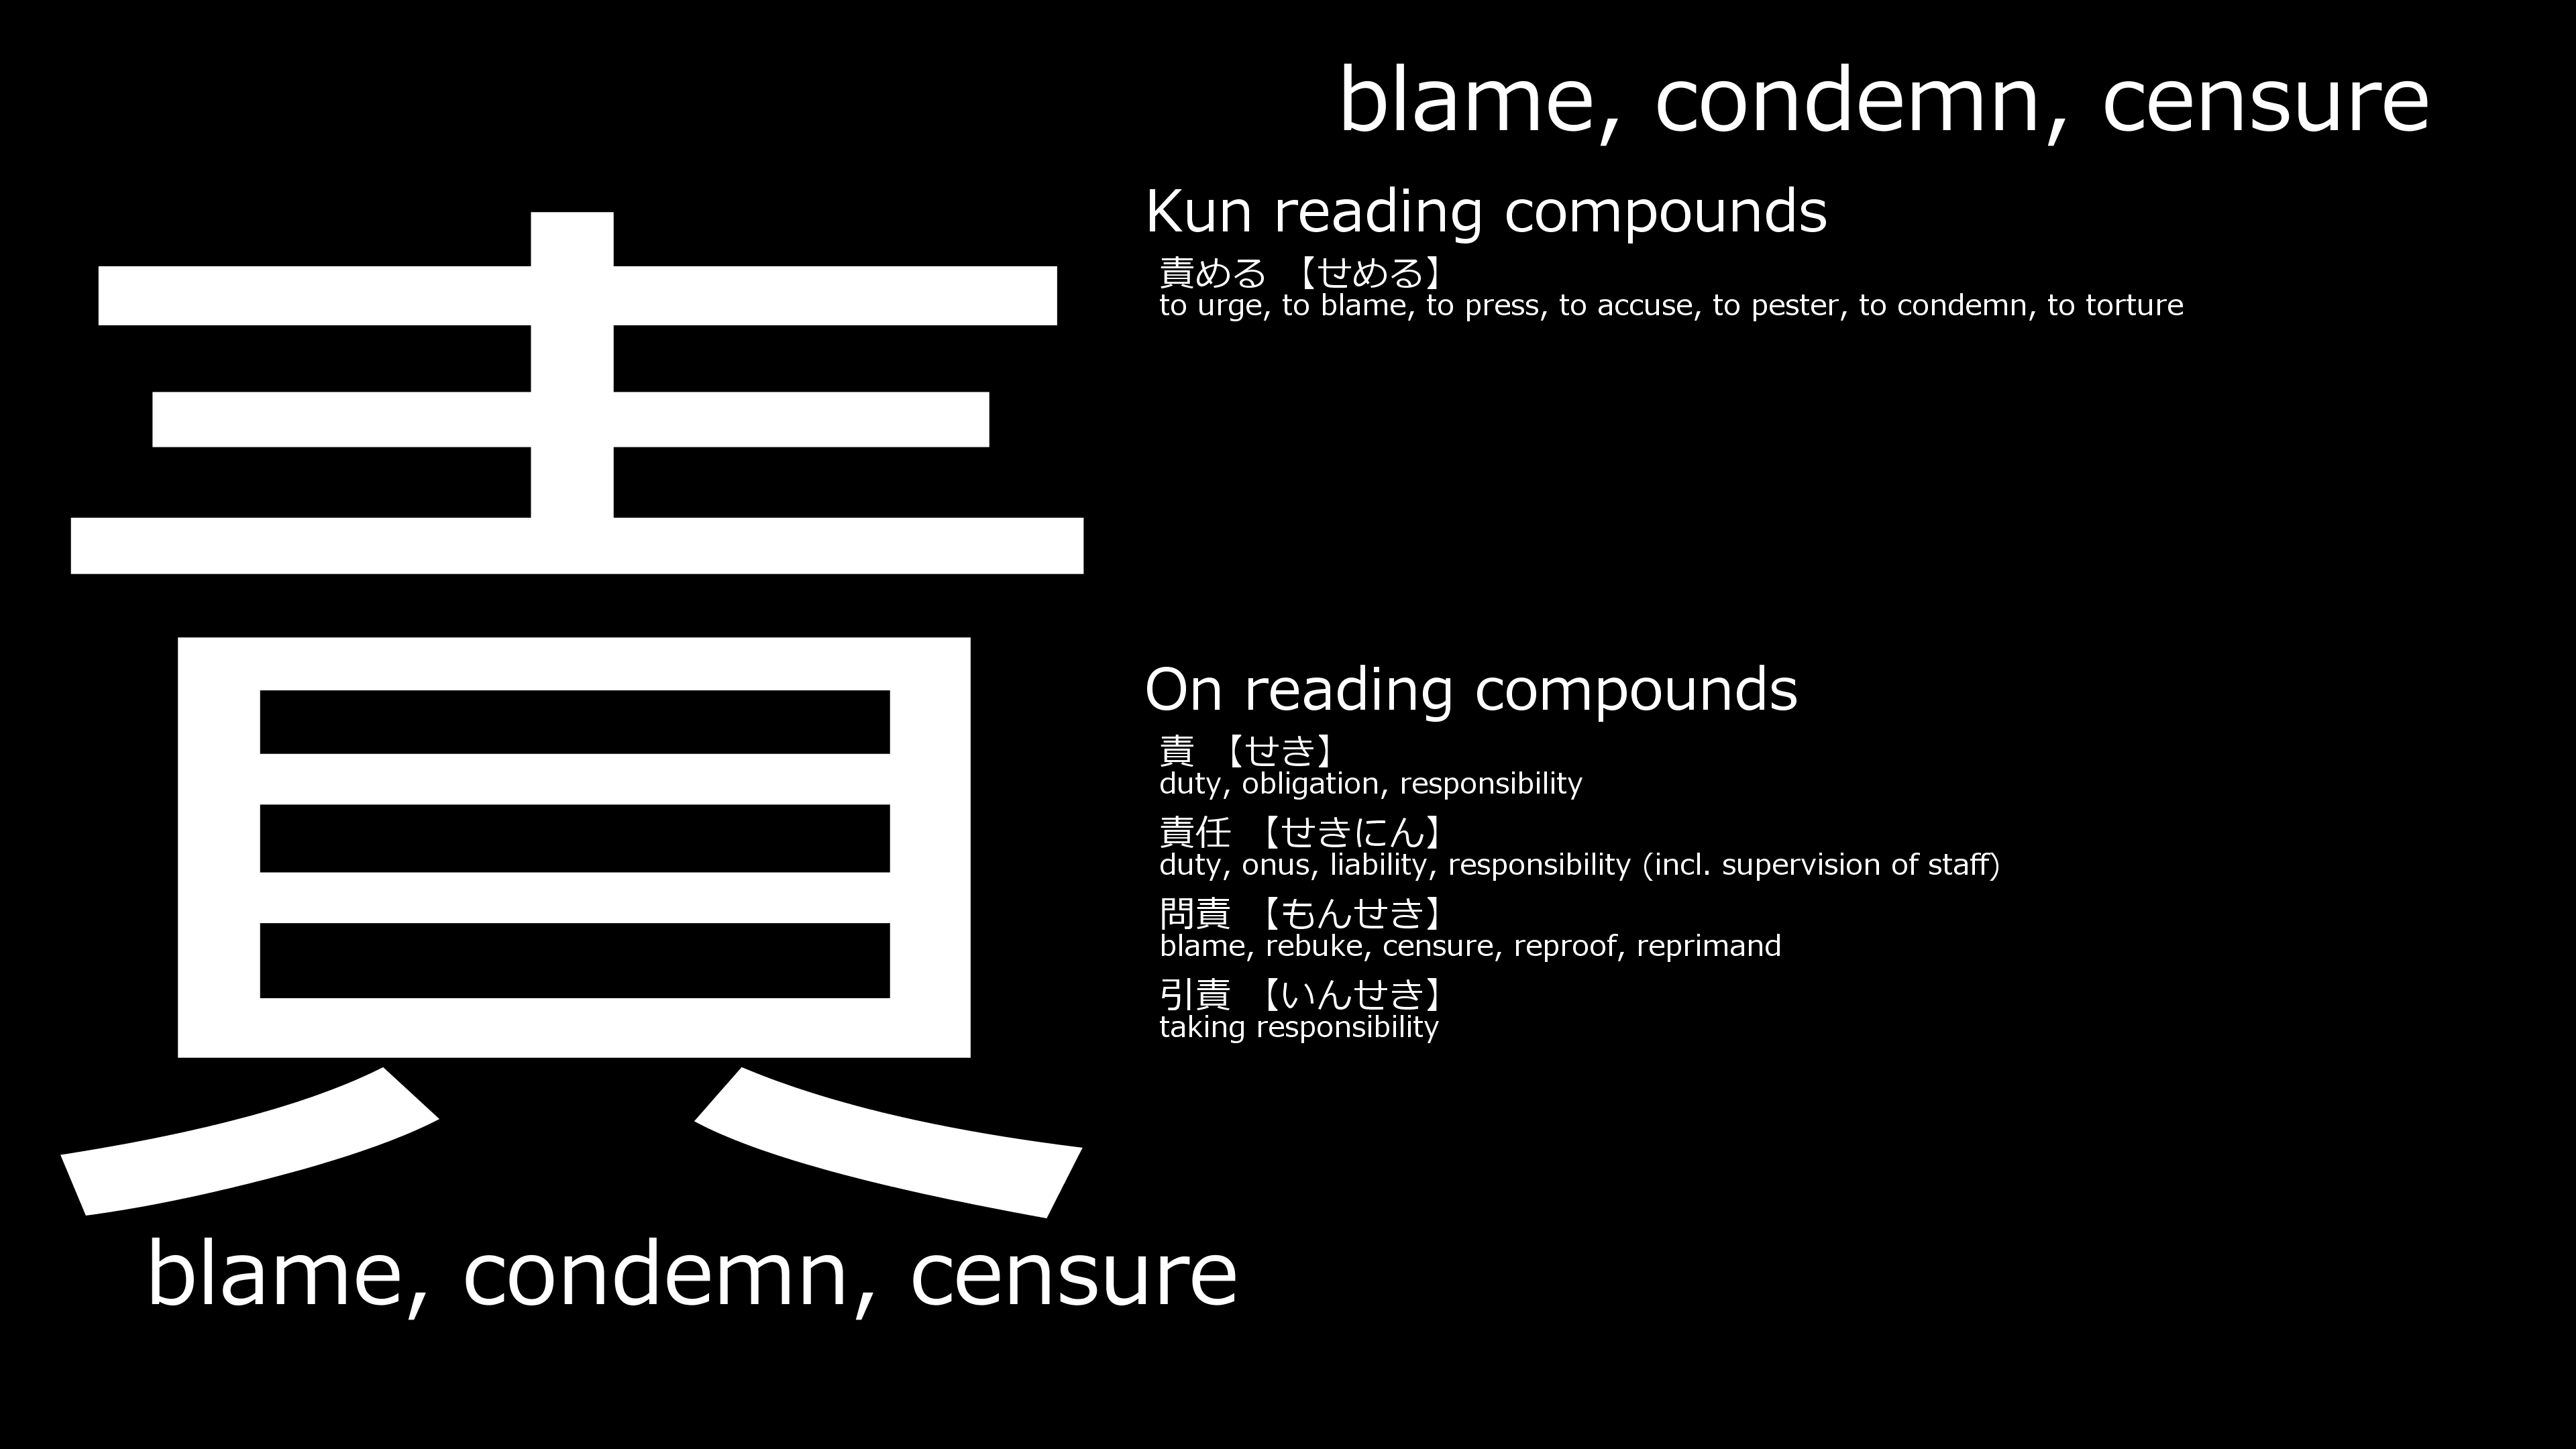 責
blame, condemn, censure
blame, condemn, censure
Kun reading compounds
責める 【せめる】
to urge, to blame, to press, to accuse, to pester, to condemn, to torture
On reading compounds
責 【せき】
duty, obligation, responsibility
責任 【せきにん】
duty, onus, liability, responsibility (incl. supervision of staff)
問責 【もんせき】
blame, rebuke, censure, reproof, reprimand
引責 【いんせき】
taking responsibility